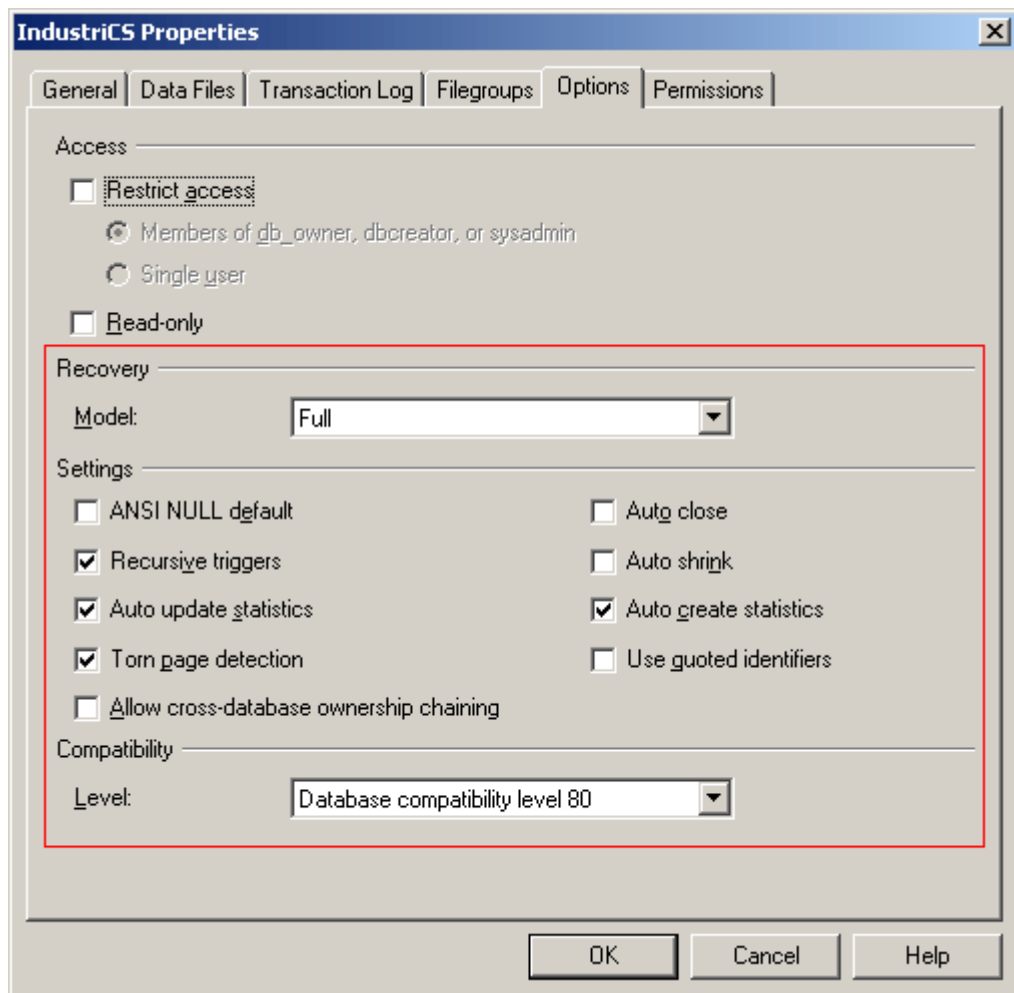 IndustriCS Properties
General Data Files Transaction Log Filegroups Options Permissions
Access
Restrict access
Members of db_owner, dbcreator, or sysadmin
Single user
Read-only
Recovery
Model: Full
Settings
ANSI NULL default Auto close
Recursive triggers Auto shrink
Auto update statistics Auto create statistics
Torn page detection Use quoted identifiers
Allow cross-database ownership chaining
Compatibility
Level: Database compatibility level 80
OK Cancel Help